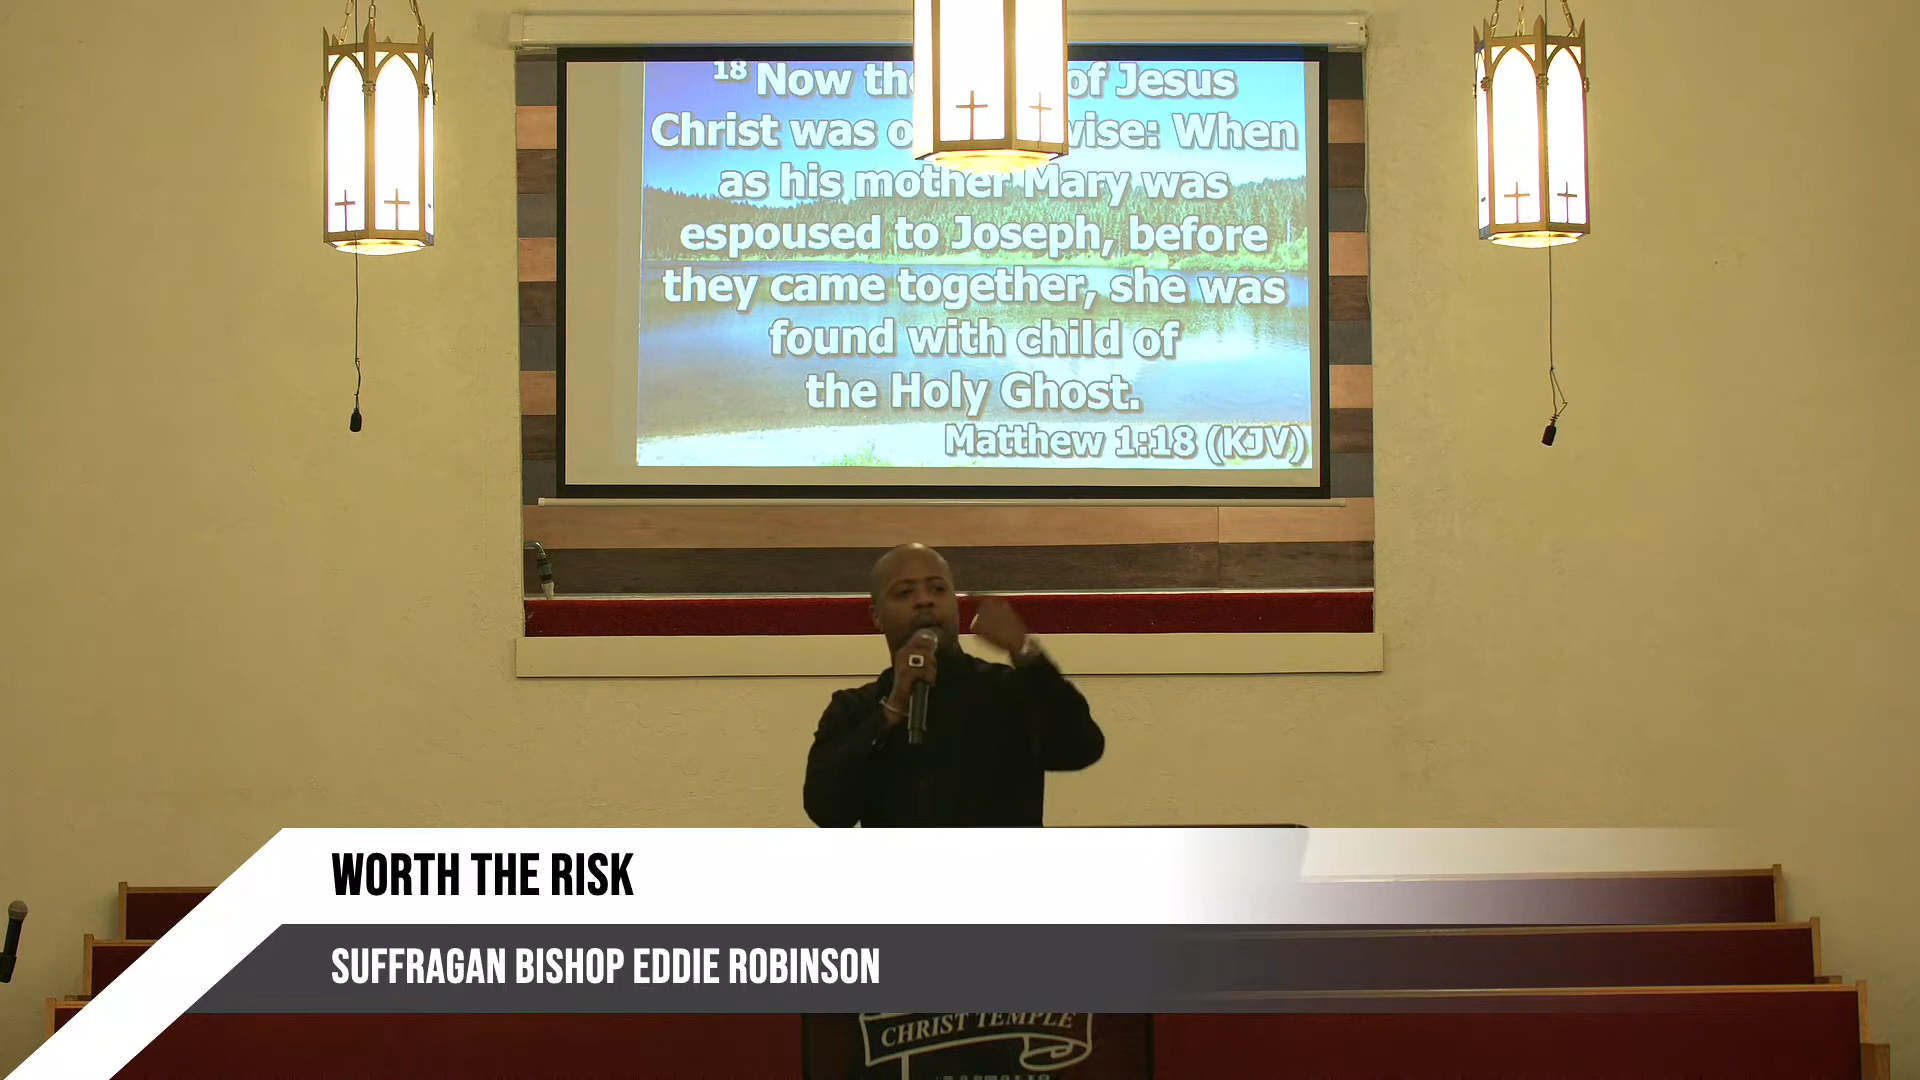 18 Now of Jesus
Christ was When
as his mother Mary was
espoused to Joseph, before
they came together, she was
found with child of
the Holy Ghost.
Matthew 1:18 (KJV)
WORTH THE RISK
SUFFRAGAN BISHOP EDDIE ROBINSON
CHRIST TEMPLE